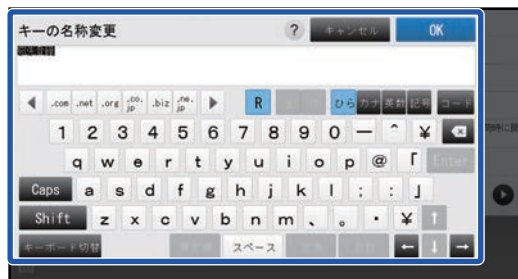 キーの名称変更 ? キャンセル OK
.com .net .org .co.jp .biz .ne.jp R ひら カナ 英数 記号 コード
1 2 3 4 5 6 7 8 9 0 — ^ ¥
q w e r t y u i o p @ 「 Enter
Caps a s d f g h j k l ; : 」
Shift z x c v b n m 、 。 ・ ¥ ↑
キーボード切替 スペース ← ↓ →